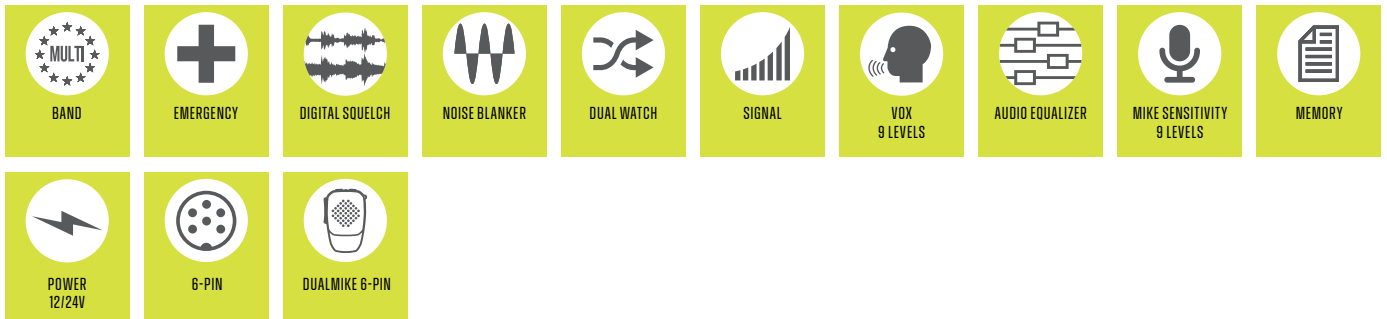 MULTI
BAND
EMERGENCY
DIGITAL SQUELCH
NOISE BLANKER
DUAL WATCH
SIGNAL
VOX
9 LEVELS
AUDIO EQUALIZER
MIKE SENSITIVITY
9 LEVELS
MEMORY
POWER
12/24V
6-PIN
DUALMIKE 6-PIN